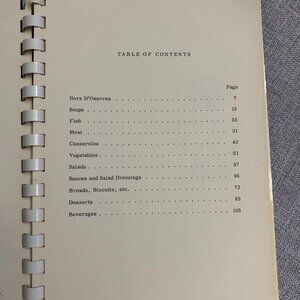 TABLE OF CONTENTS
Page
Hors D'Oeuvres . . . . . . . . . . . . . . . . 7
Soups . . . . . . . . . . . . . . . . 15
Fish . . . . . . . . . . . . . . . . 23
Meat . . . . . . . . . . . . . . . . 31
Casseroles . . . . . . . . . . . . . . . . 43
Vegetables . . . . . . . . . . . . . . . . 51
Salads . . . . . . . . . . . . . . . . 57
Sauces and Salad Dressings . . . . . . . . . . 65
Breads, Biscuits, etc. . . . . . . . . . . . . 73
Desserts . . . . . . . . . . . . . . . . 83
Beverages . . . . . . . . . . . . . . . . 105